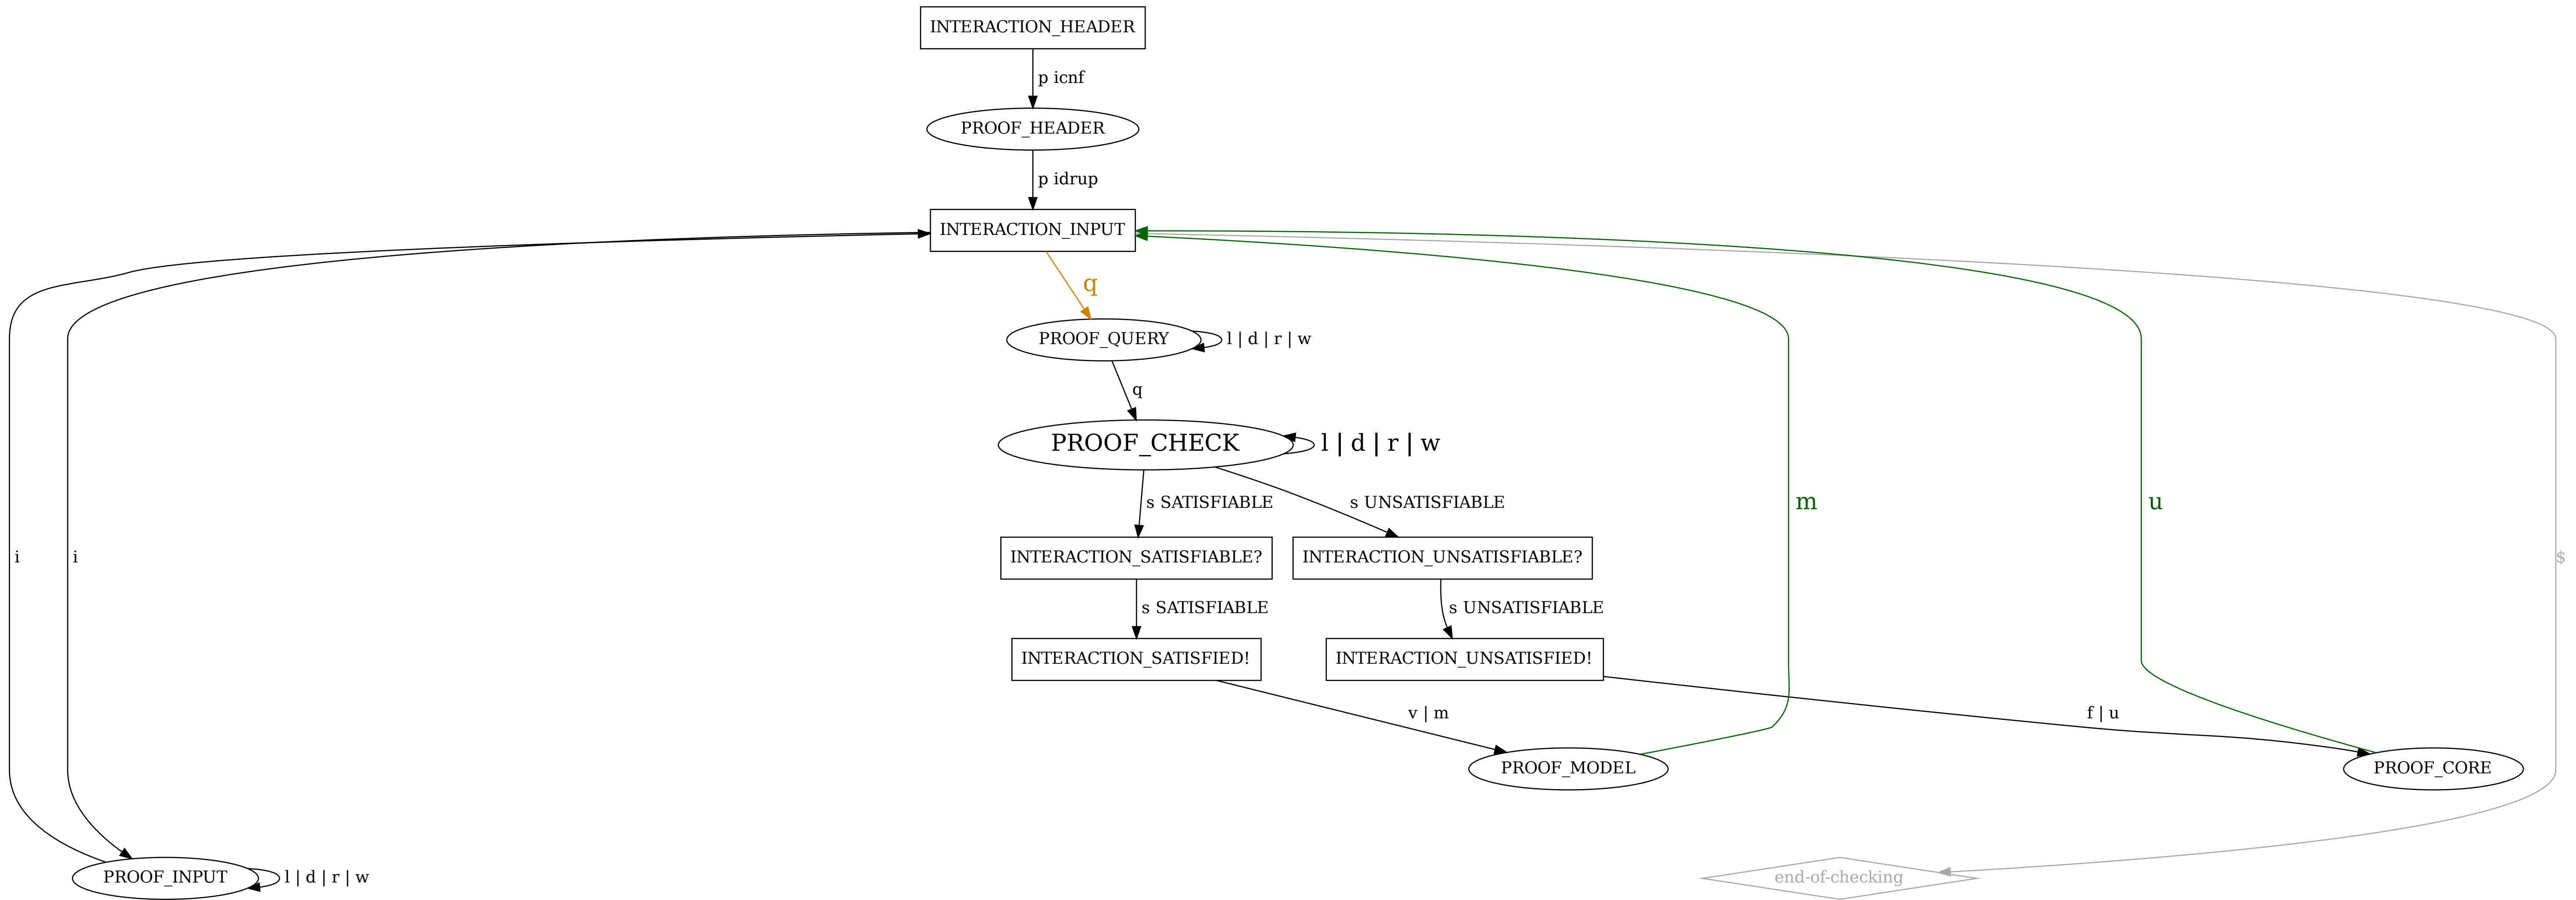 INTERACTION_HEADER
p icnf
PROOF_HEADER
p idrup
INTERACTION_INPUT
q
PROOF_QUERY
l | d | r | w
q
PROOF_CHECK
l | d | r | w
s SATISFIABLE
s UNSATISFIABLE
m
u
i
i
INTERACTION_SATISFIABLE?
INTERACTION_UNSATISFIABLE?
$
s SATISFIABLE
s UNSATISFIABLE
INTERACTION_SATISFIED!
INTERACTION_UNSATISFIED!
v | m
f | u
PROOF_MODEL
PROOF_CORE
PROOF_INPUT
l | d | r | w
end-of-checking